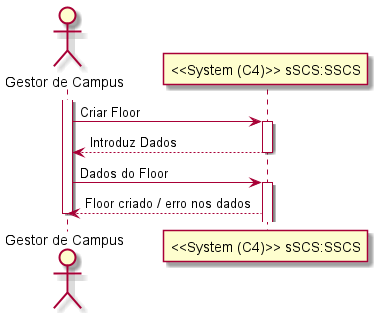 Gestor de Campus
<<System (C4)>> sSCS:SSCS
Criar Floor
Introduz Dados
Dados do Floor
Floor criado / erro nos dados
Gestor de Campus
<<System (C4)>> sSCS:SSCS